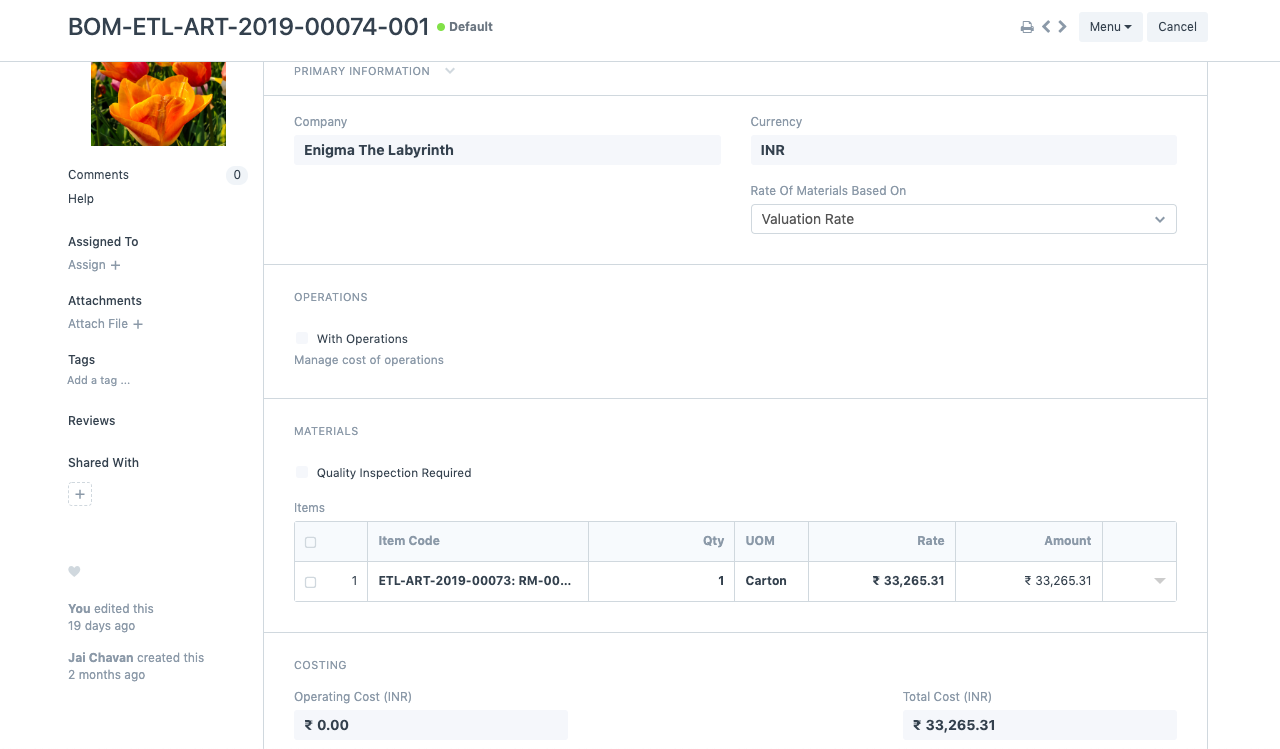 BOM-ETL-ART-2019-00074-001 Default Menu Cancel
PRIMARY INFORMATION
Company
Enigma The Labyrinth
Currency
INR
Rate Of Materials Based On
Valuation Rate
Comments 0
Help
Assigned To
Assign +
Attachments
Attach File +
Tags
Add a tag ...
Reviews
Shared With
+
You edited this
19 days ago
Jai Chavan created this
2 months ago
OPERATIONS
With Operations
Manage cost of operations
MATERIALS
Quality Inspection Required
Items
Item Code Qty UOM Rate Amount
1 ETL-ART-2019-00073: RM-00... 1 Carton ₹ 33,265.31 ₹ 33,265.31
COSTING
Operating Cost (INR)
₹ 0.00
Total Cost (INR)
₹ 33,265.31